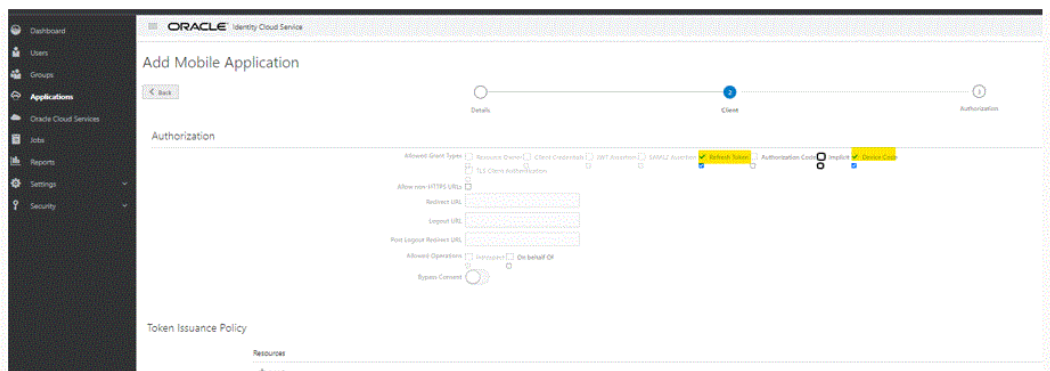 Dashboard
Users
Groups
Applications
Oracle Cloud Services
Jobs
Reports
Settings
Security
ORACLE Identity Cloud Service
Add Mobile Application
< Back
Details
2
Client
3
Authorization
Authorization
Allowed Grant Types Resource Owner Client Credentials JWT Assertion SAML2 Assertion Refresh Token Authorization Code Implicit Device Code
TLS Client Authentication
Allow non-HTTPS URLs
Redirect URL
Logout URL
Post Logout Redirect URL
Allowed Operations Introspect On behalf Of
Bypass Consent
Token Issuance Policy
Resources